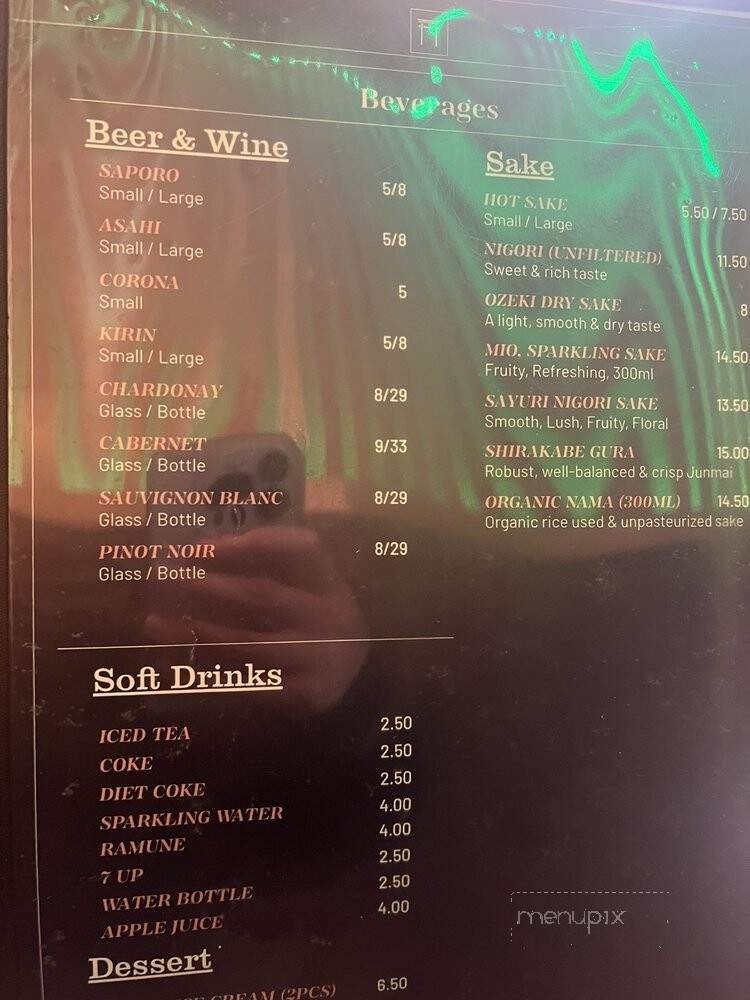 Beverages
Beer & Wine
SAPORO 5/8
Small / Large
ASAHI 5/8
Small / Large
CORONA 5
Small
KIRIN 5/8
Small / Large
CHARDONAY 8/29
Glass / Bottle
CABERNET 9/33
Glass / Bottle
SAUVIGNON BLANC 8/29
Glass / Bottle
PINOT NOIR 8/29
Glass / Bottle
Sake
HOT SAKE 5.50 / 7.50
Small / Large
NIGORI (UNFILTERED) 11.50
Sweet & rich taste
OZEKI DRY SAKE 8
A light, smooth & dry taste
MIO, SPARKLING SAKE 14.50
Fruity, Refreshing, 300ml
SAYURI NIGORI SAKE 13.50
Smooth, Lush, Fruity, Floral
SHIRAKABE GURA 15.00
Robust, well-balanced & crisp Junmai
ORGANIC NAMA (300ML) 14.50
Organic rice used & unpasteurized sake
Soft Drinks
ICED TEA 2.50
COKE 2.50
DIET COKE 2.50
SPARKLING WATER 4.00
RAMUNE 4.00
7 UP 2.50
WATER BOTTLE 2.50
APPLE JUICE 4.00
Dessert
CREAM (2PCS) 6.50
menupix